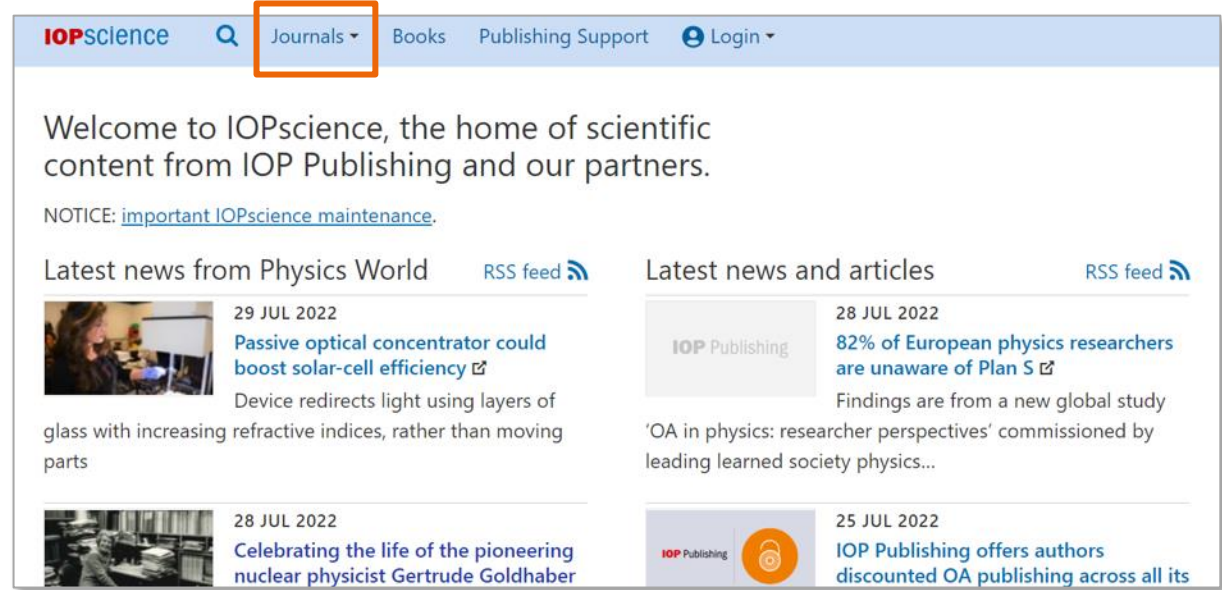 IOPscience Journals Books Publishing Support Login
Welcome to IOPscience, the home of scientific
content from IOP Publishing and our partners.
NOTICE: important IOPscience maintenance.
Latest news from Physics World RSS feed
29 JUL 2022
Passive optical concentrator could
boost solar-cell efficiency
Device redirects light using layers of
glass with increasing refractive indices, rather than moving
parts
28 JUL 2022
Celebrating the life of the pioneering
nuclear physicist Gertrude Goldhaber
Latest news and articles RSS feed
IOP Publishing
28 JUL 2022
82% of European physics researchers
are unaware of Plan S
Findings are from a new global study
‘OA in physics: researcher perspectives’ commissioned by
leading learned society physics...
IOP Publishing
25 JUL 2022
IOP Publishing offers authors
discounted OA publishing across all its